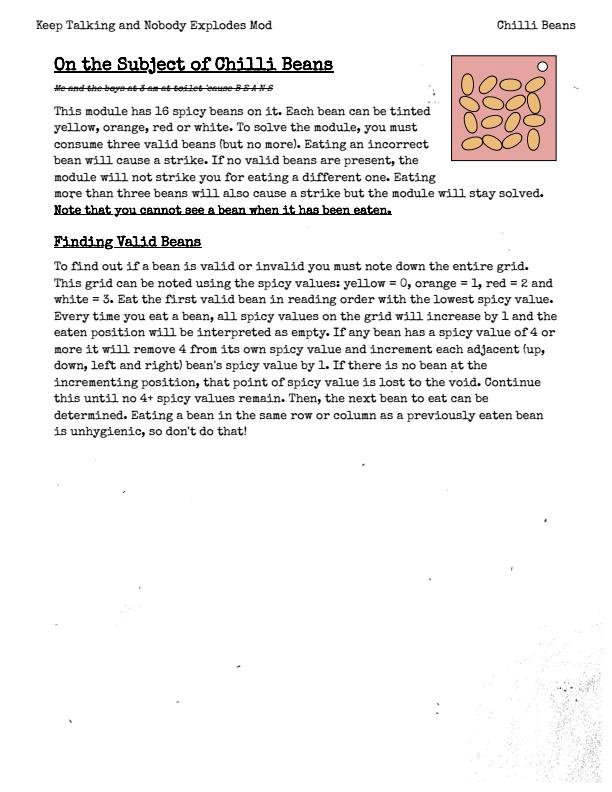 Keep Talking and Nobody Explodes Mod
Chilli Beans
On the Subject of Chilli Beans
Me and the boys at 3 am at toilet 'cause B E A N S
This module has 16 spicy beans on it. Each bean can be tinted
yellow, orange, red or white. To solve the module, you must
consume three valid beans (but no more). Eating an incorrect
bean will cause a strike. If no valid beans are present, the
module will not strike you for eating a different one. Eating
more than three beans will also cause a strike but the module will stay solved.
Note that you cannot see a bean when it has been eaten.
Finding Valid Beans
To find out if a bean is valid or invalid you must note down the entire grid.
This grid can be noted using the spicy values: yellow = 0, orange = 1, red = 2 and
white = 3. Eat the first valid bean in reading order with the lowest spicy value.
Every time you eat a bean, all spicy values on the grid will increase by 1 and the
eaten position will be interpreted as empty. If any bean has a spicy value of 4 or
more it will remove 4 from its own spicy value and increment each adjacent (up,
down, left and right) bean's spicy value by 1. If there is no bean at the
incrementing position, that point of spicy value is lost to the void. Continue
this until no 4+ spicy values remain. Then, the next bean to eat can be
determined. Eating a bean in the same row or column as a previously eaten bean
is unhygienic, so don't do that!